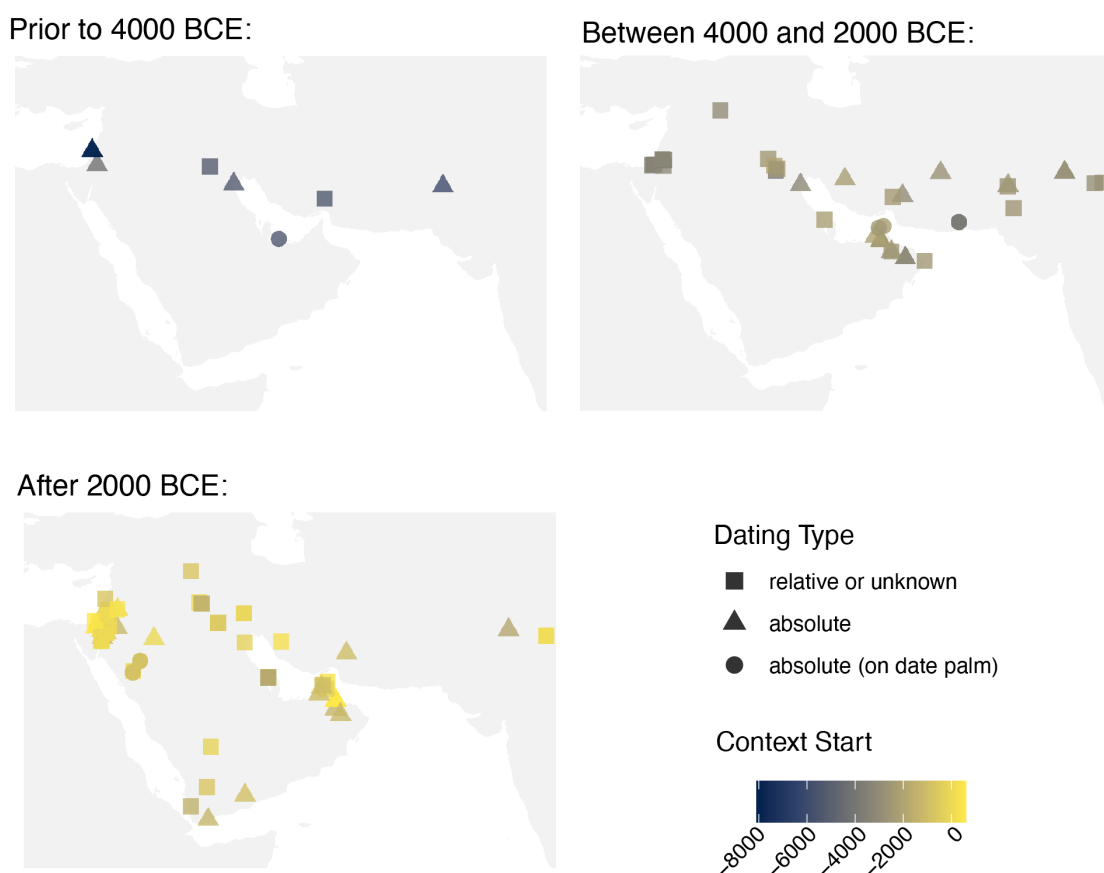 Prior to 4000 BCE:
Between 4000 and 2000 BCE:
After 2000 BCE:
Dating Type
relative or unknown
absolute
absolute (on date palm)
Context Start
−8000
−6000
−4000
−2000
0